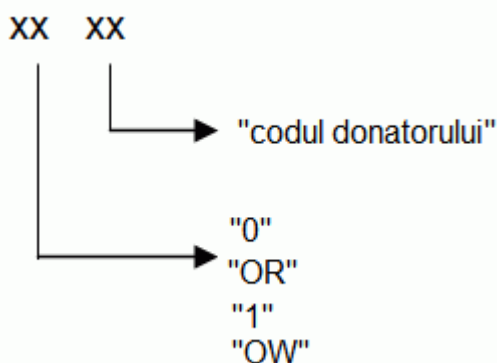 XX XX
"codul donatorului"
"0"
"OR"
"1"
"OW"